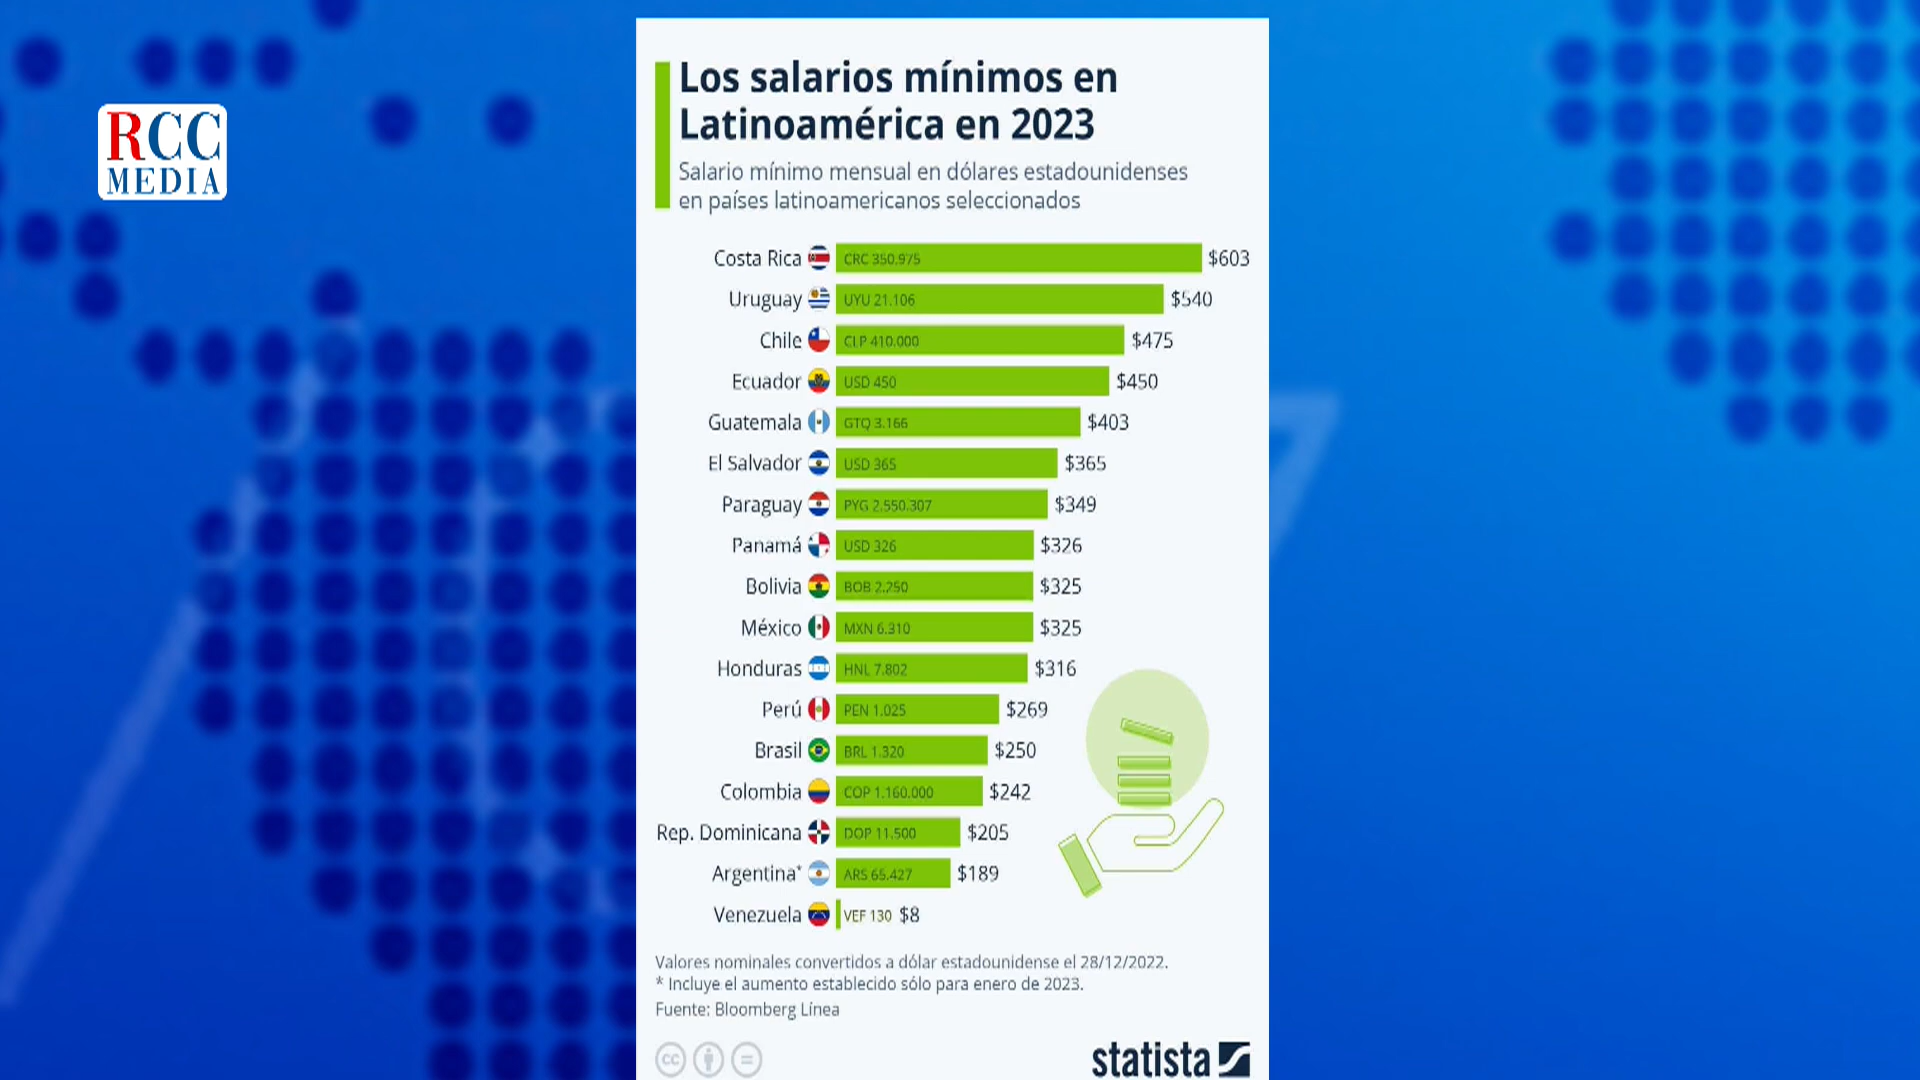 RCC
MEDIA
Los salarios mínimos en
Latinoamérica en 2023
Salario mínimo mensual en dólares estadounidenses
en países latinoamericanos seleccionados
Costa Rica CRC 350.975 $603
Uruguay UYU 21.106 $540
Chile CLP 410.000 $475
Ecuador USD 450 $450
Guatemala GTQ 3.166 $403
El Salvador USD 365 $365
Paraguay PYG 2.550.307 $349
Panamá USD 326 $326
Bolivia BOB 2.250 $325
México MXN 6.310 $325
Honduras HNL 7.802 $316
Perú PEN 1.025 $269
Brasil BRL 1.320 $250
Colombia COP 1.160.000 $242
Rep. Dominicana DOP 11.500 $205
Argentina* ARS 65.427 $189
Venezuela VEF 130 $8
Valores nominales convertidos a dólar estadounidense el 28/12/2022.
* Incluye el aumento establecido sólo para enero de 2023.
Fuente: Bloomberg Línea
cc
statista